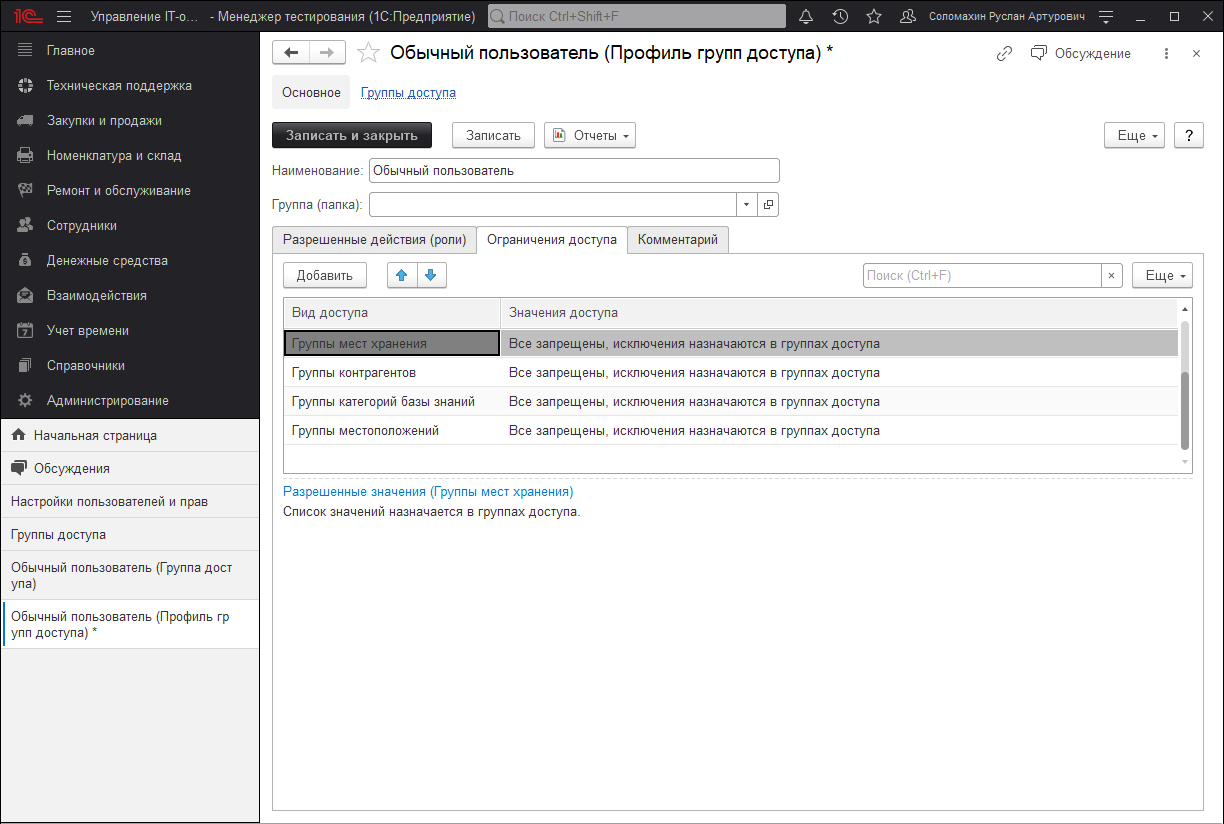 1С Управление IT-о... - Менеджер тестирования (1С:Предприятие) Поиск Ctrl+Shift+F Соломахин Руслан Артурович
Главное
Техническая поддержка
Закупки и продажи
Номенклатура и склад
Ремонт и обслуживание
Сотрудники
Денежные средства
Взаимодействия
7 Учет времени
Справочники
Администрирование
Начальная страница
Обсуждения
Настройки пользователей и прав
Группы доступа
Обычный пользователь (Группа дост
упа)
Обычный пользователь (Профиль гр
упп доступа) *
Обычный пользователь (Профиль групп доступа) * Обсуждение
Основное Группы доступа
Записать и закрыть Записать Отчеты Еще ?
Наименование: Обычный пользователь
Группа (папка):
Разрешенные действия (роли) Ограничения доступа Комментарий
Добавить Поиск (Ctrl+F) × Еще
Вид доступа Значения доступа
Группы мест хранения Все запрещены, исключения назначаются в группах доступа
Группы контрагентов Все запрещены, исключения назначаются в группах доступа
Группы категорий базы знаний Все запрещены, исключения назначаются в группах доступа
Группы местоположений Все запрещены, исключения назначаются в группах доступа
Разрешенные значения (Группы мест хранения)
Список значений назначается в группах доступа.